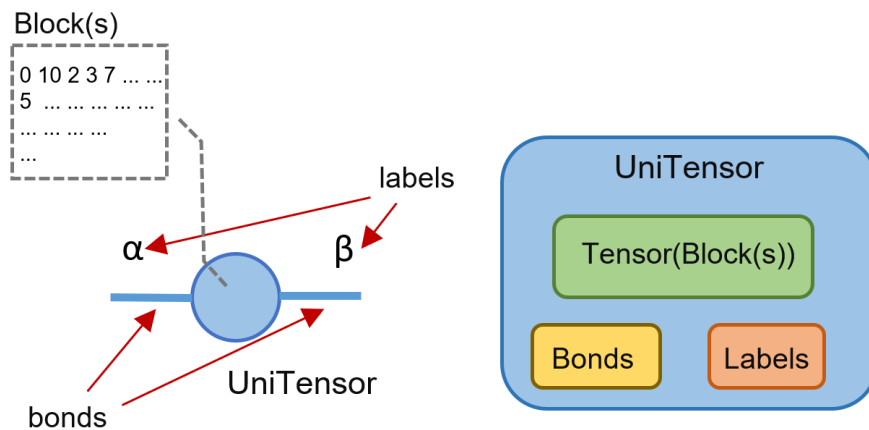 Block(s)
0 10 2 3 7 ... ...
5 ... ... ... ... ...
... ... ... ...
...
labels
α
β
UniTensor
bonds
UniTensor
Tensor(Block(s))
Bonds
Labels